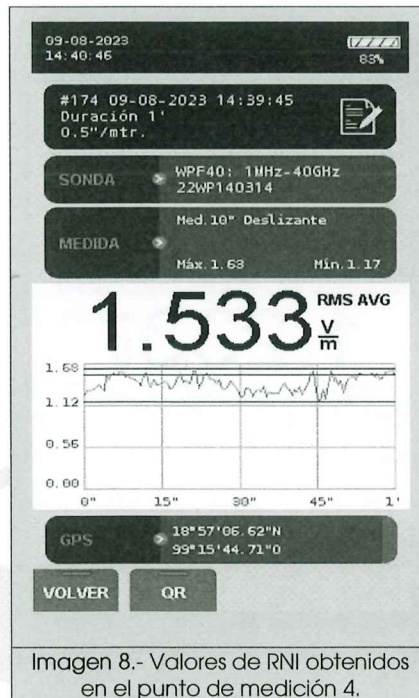 09-08-2023
14:40:46
83%
#174 09-08-2023 14:39:45
Duración 1'
0.5"/mtr.
SONDA
WPF40: 1MHz-40GHz
22WP140314
MEDIDA
Med.10" Deslizante
Máx.1.63 Mín.1.17
1.533 RMS AVG
V/m
1.68
1.12
0.56
0.00
0" 15" 30" 45" 1'
GPS
18°57'06.62"N
99°15'44.71"O
VOLVER QR
Imagen 8.- Valores de RNI obtenidos
en el punto de medición 4.